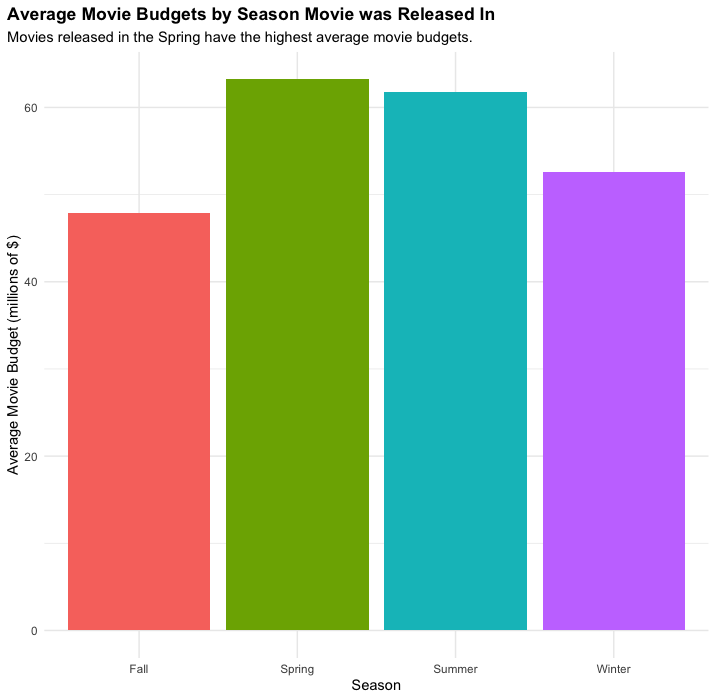 Average Movie Budgets by Season Movie was Released In
Movies released in the Spring have the highest average movie budgets.
60
40
20
0
Average Movie Budget (millions of $)
Fall Spring Summer Winter
Season